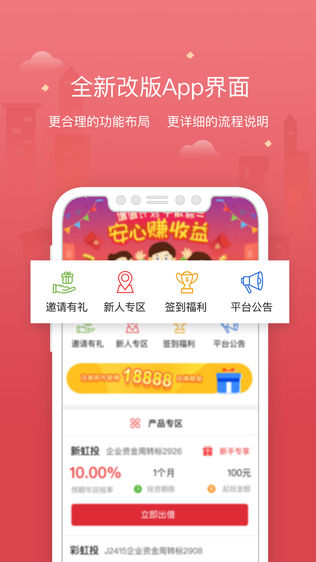 全新改版App界面
更合理的功能布局 更详细的流程说明
安心赚收益
邀请有礼 新人专区 签到福利 平台公告
邀请有礼 新人专区 签到福利 平台公告
18888
产品专区
新虹投 企业资金周转标2926 新手专享
10.00% 1个月 100元
预期年回报率 投资期限 起投金额
立即出借
彩虹投 J2415企业资金周转标2908